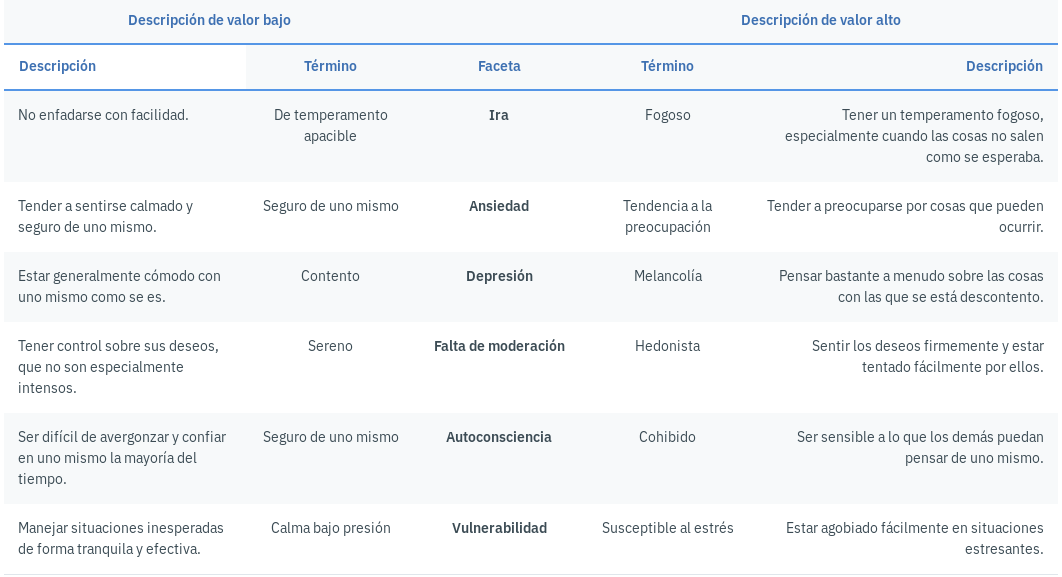 Descripción de valor bajo Descripción de valor alto
Descripción Término Faceta Término Descripción
No enfadarse con facilidad. De temperamento Ira Fogoso Tener un temperamento fogoso,
apacible especialmente cuando las cosas no salen
como se esperaba.
Tender a sentirse calmado y Seguro de uno mismo Ansiedad Tendencia a la Tender a preocuparse por cosas que pueden
seguro de uno mismo. preocupación ocurrir.
Estar generalmente cómodo con Contento Depresión Melancolía Pensar bastante a menudo sobre las cosas
uno mismo como se es. con las que se está descontento.
Tener control sobre sus deseos, Sereno Falta de moderación Hedonista Sentir los deseos firmemente y estar
que no son especialmente tentado fácilmente por ellos.
intensos.
Ser difícil de avergonzar y confiar Seguro de uno mismo Autoconsciencia Cohibido Ser sensible a lo que los demás puedan
en uno mismo la mayoría del pensar de uno mismo.
tiempo.
Manejar situaciones inesperadas Calma bajo presión Vulnerabilidad Susceptible al estrés Estar agobiado fácilmente en situaciones
de forma tranquila y efectiva. estresantes.